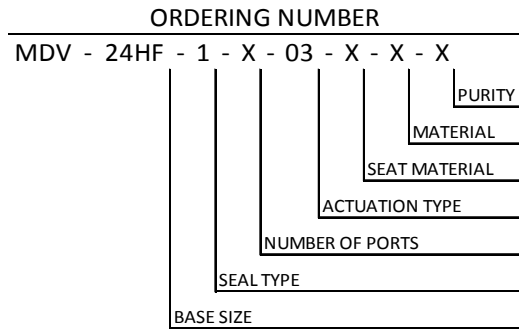 ORDERING NUMBER
MDV - 24HF - 1 - X - 03 - X - X - X
PURITY
MATERIAL
SEAT MATERIAL
ACTUATION TYPE
NUMBER OF PORTS
SEAL TYPE
BASE SIZE